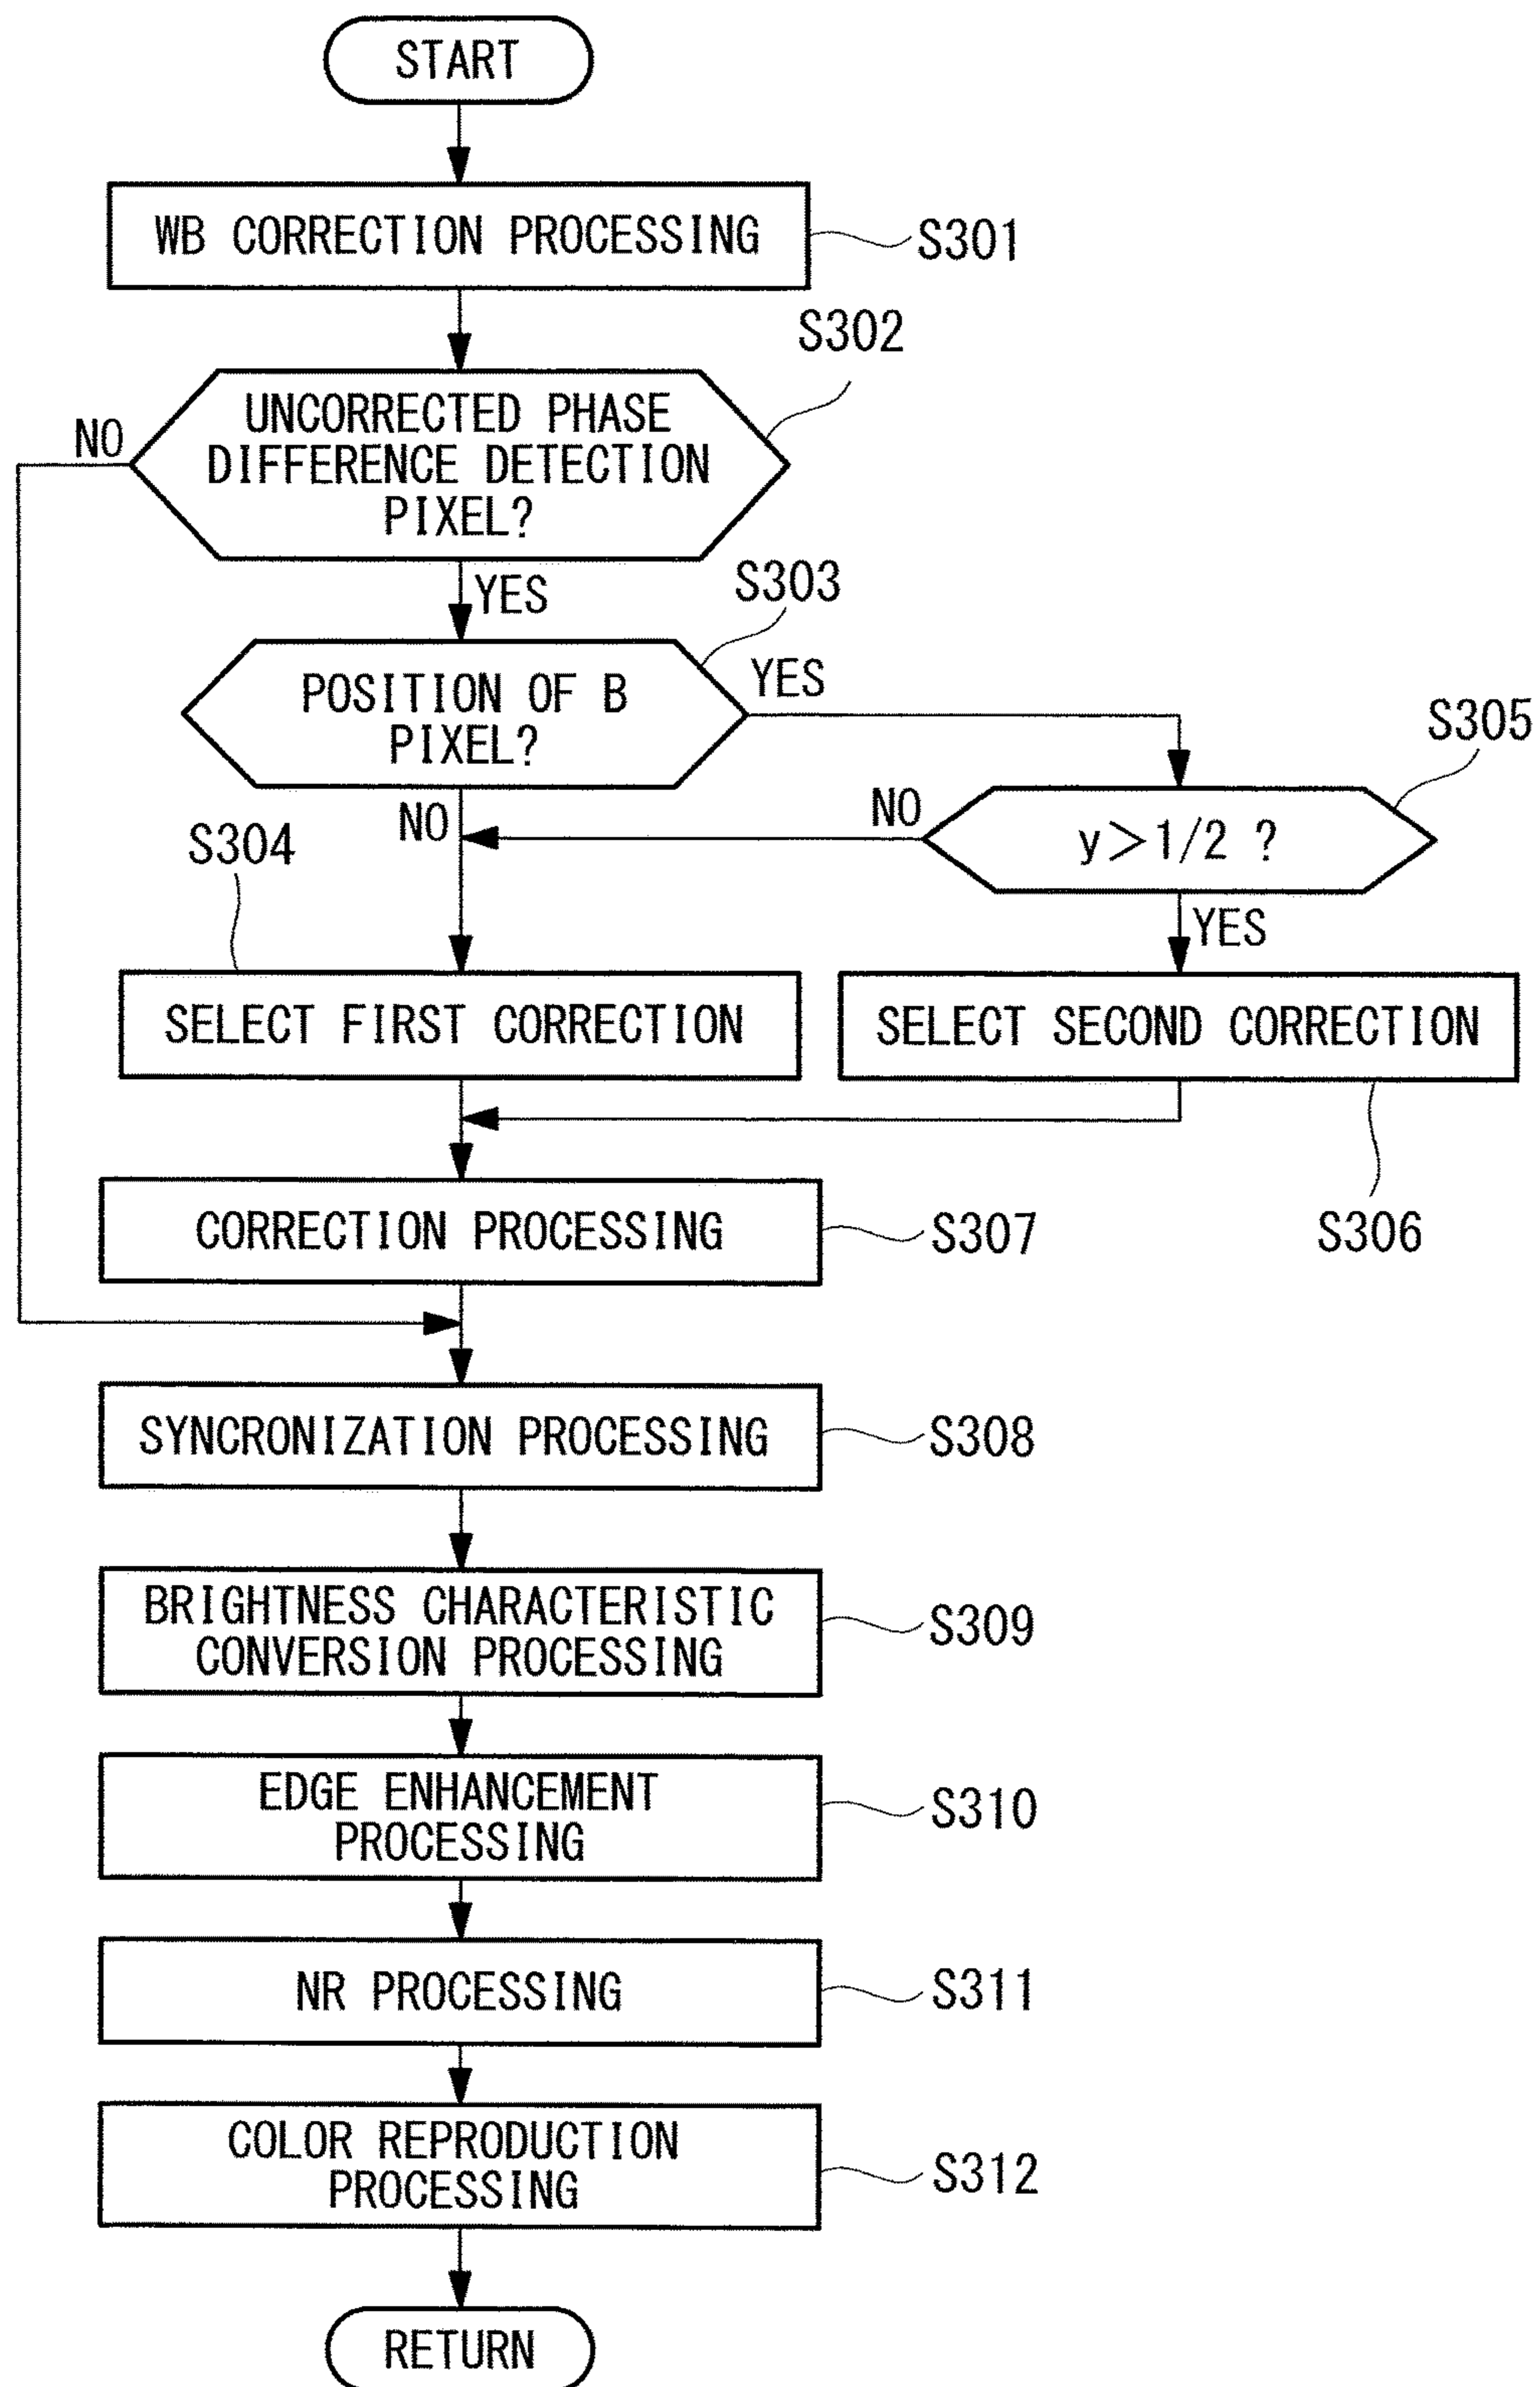 START
WB CORRECTION PROCESSING
S301
S302
UNCORRECTED PHASE
DIFFERENCE DETECTION
PIXEL?
NO
YES
S303
POSITION OF B
PIXEL?
YES
NO
S305
y>1/2 ?
NO
YES
S304
SELECT FIRST CORRECTION
SELECT SECOND CORRECTION
S306
CORRECTION PROCESSING
S307
SYNCRONIZATION PROCESSING
S308
BRIGHTNESS CHARACTERISTIC
CONVERSION PROCESSING
S309
EDGE ENHANCEMENT
PROCESSING
S310
NR PROCESSING
S311
COLOR REPRODUCTION
PROCESSING
S312
RETURN